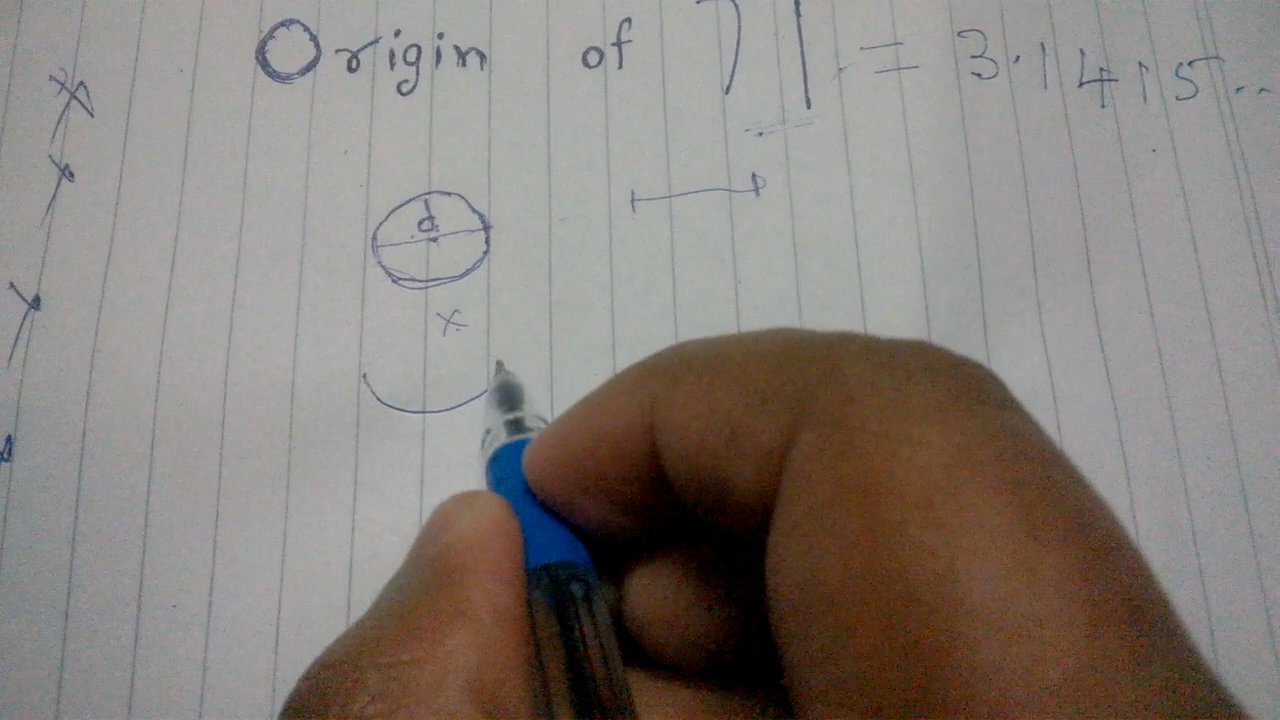 Origin of π = 3.1415..
d
x